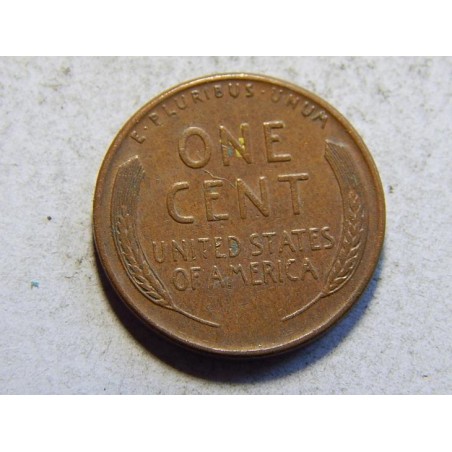 E · PLURIBUS · UNUM
ONE
CENT
UNITED STATES
OF AMERICA